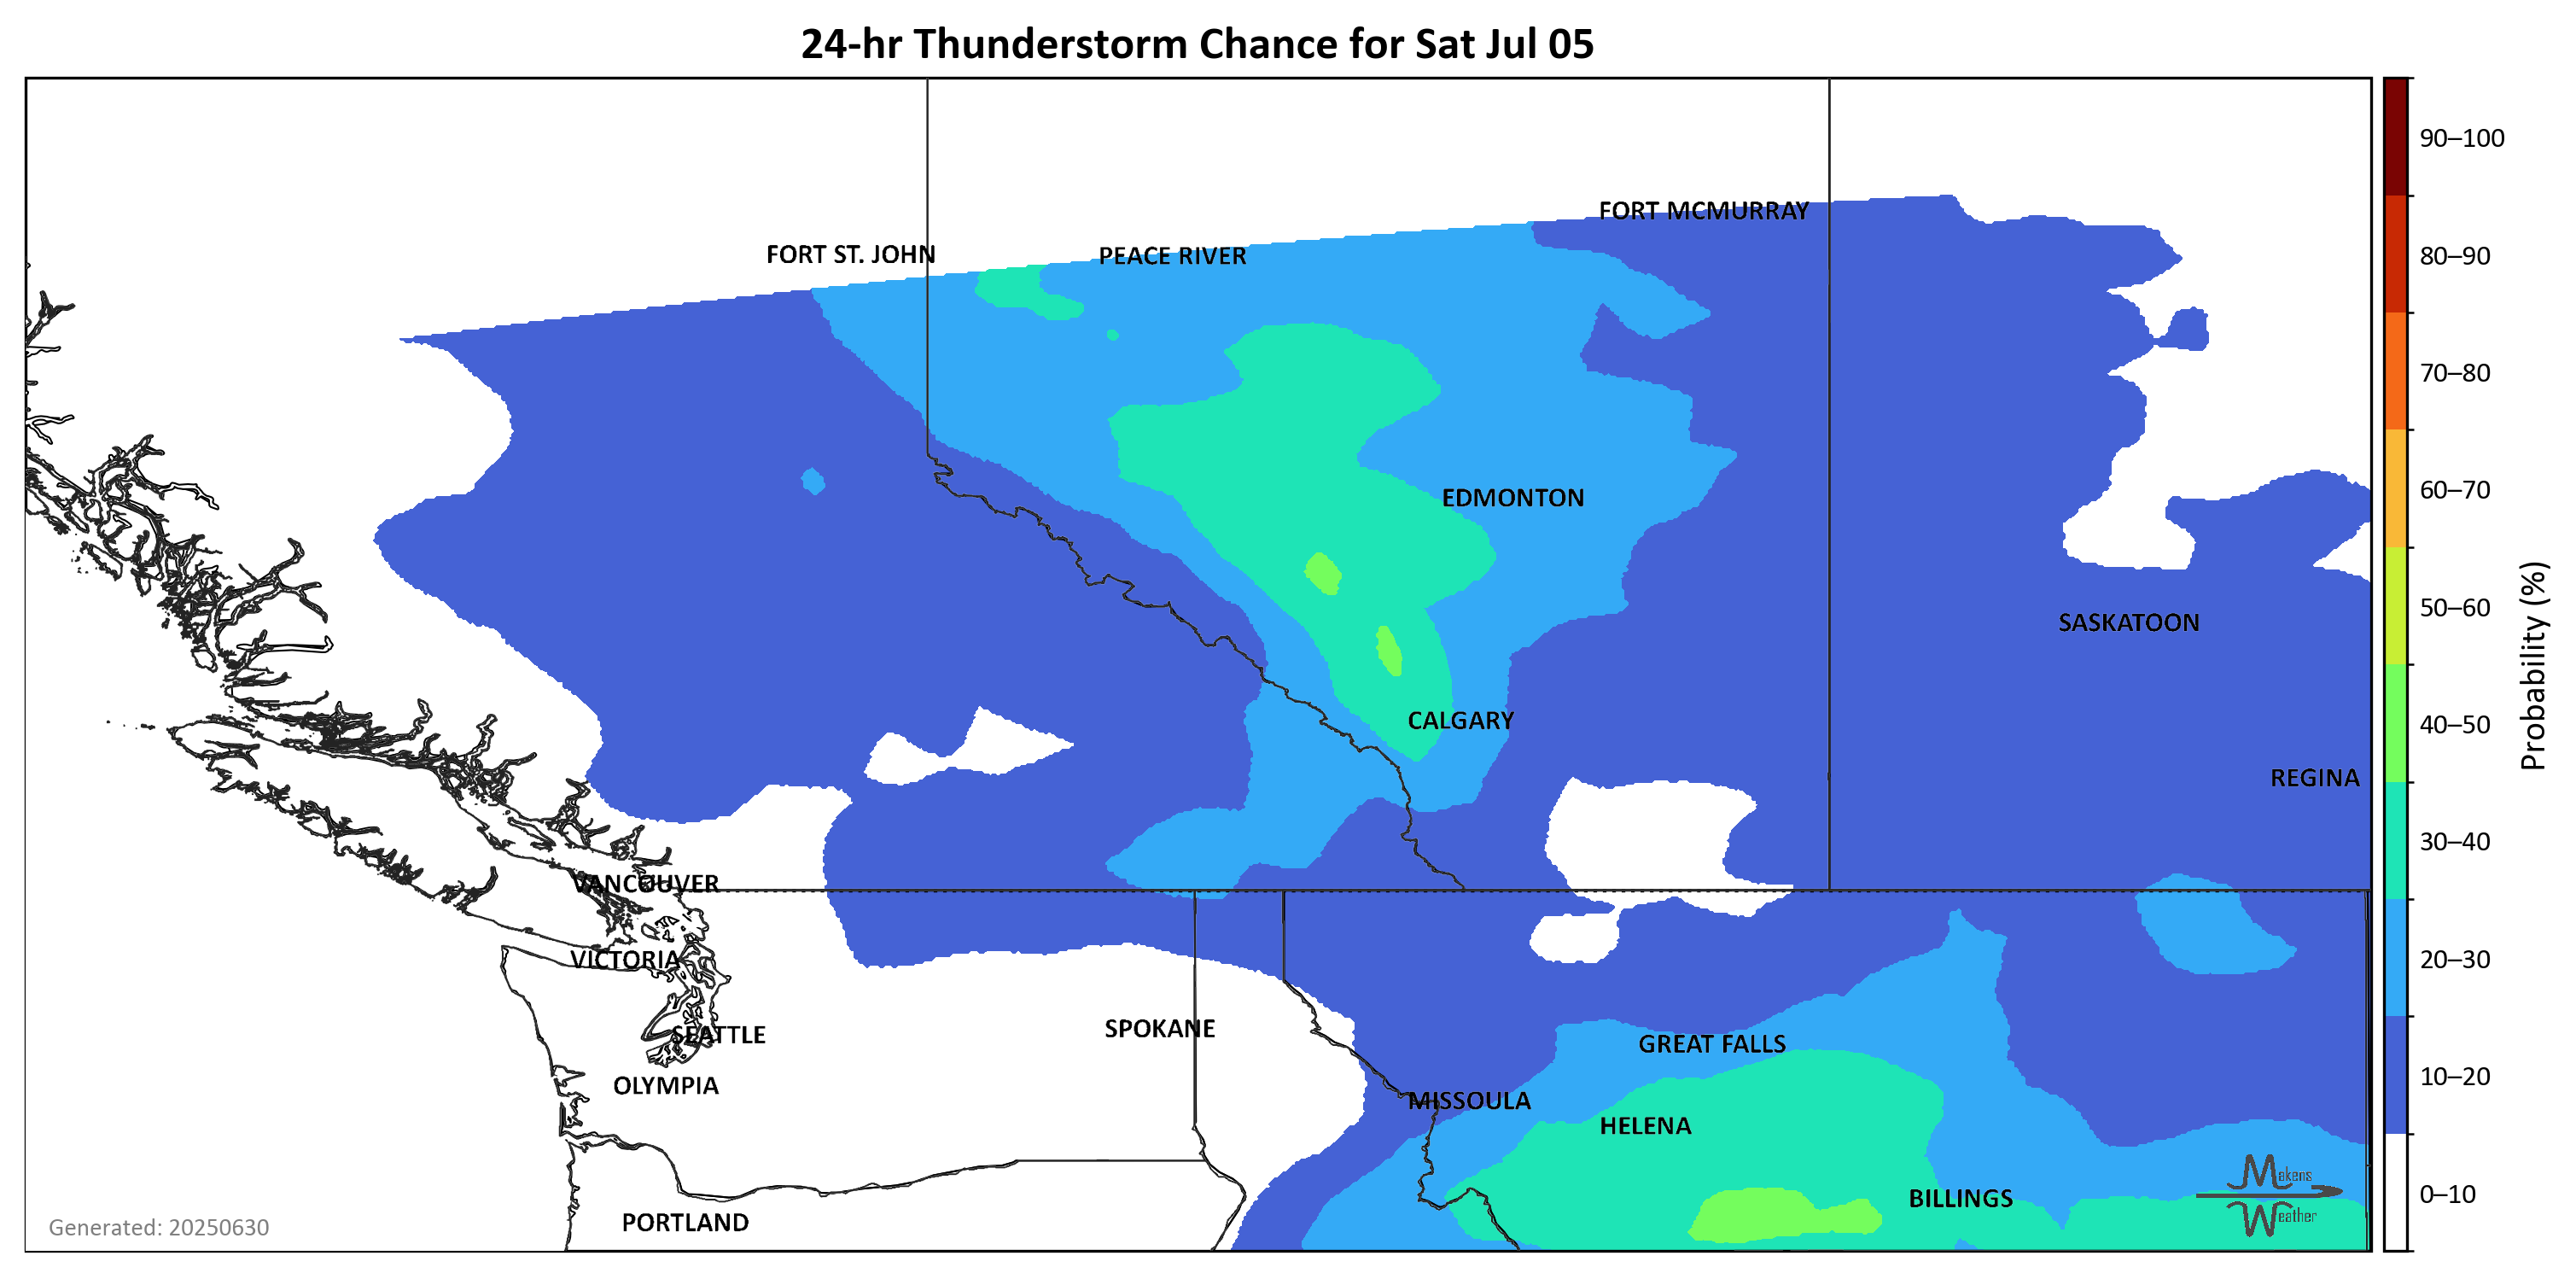 24-hr Thunderstorm Chance for Sat Jul 05
FORT MCMURRAY
FORT ST. JOHN
PEACE RIVER
EDMONTON
SASKATOON
CALGARY
REGINA
VANCOUVER
VICTORIA
SEATTLE
SPOKANE
GREAT FALLS
OLYMPIA
MISSOULA
HELENA
BILLINGS
PORTLAND
Makens
Weather
Generated: 20250630
90–100
80–90
70–80
60–70
50–60
40–50
30–40
20–30
10–20
0–10
Probability (%)